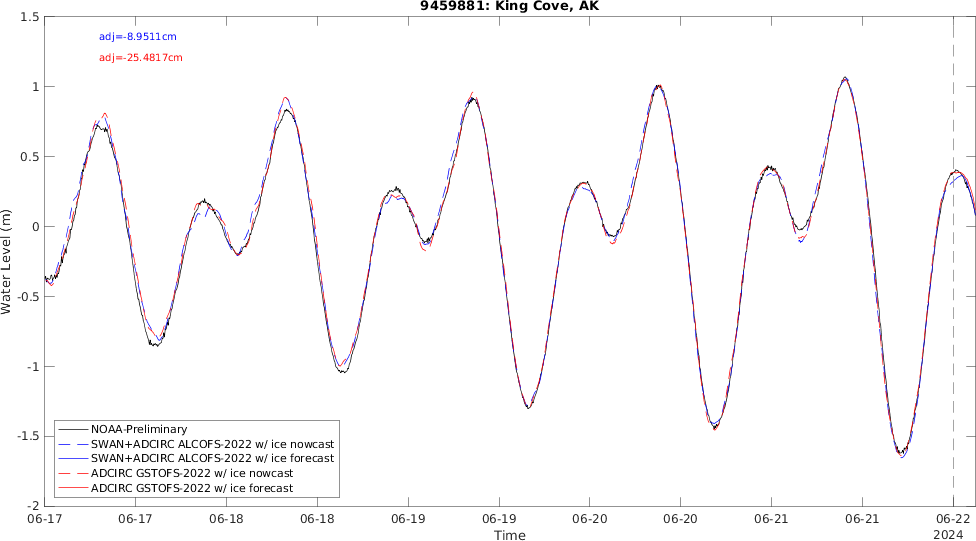 9459881: King Cove, AK
adj=-8.9511cm
adj=-25.4817cm
1.5
1
0.5
0
-0.5
-1
-1.5
-2
Water Level (m)
NOAA-Preliminary
SWAN+ADCIRC ALCOFS-2022 w/ ice nowcast
SWAN+ADCIRC ALCOFS-2022 w/ ice forecast
ADCIRC GSTOFS-2022 w/ ice nowcast
ADCIRC GSTOFS-2022 w/ ice forecast
06-17 06-17 06-18 06-18 06-19 06-19 06-20 06-20 06-21 06-21 06-22
2024
Time